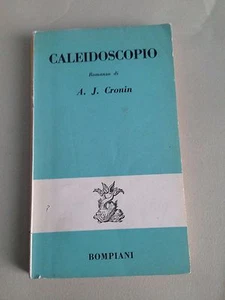 CALEIDOSCOPIO
Romanzo di
A. J. Cronin
BOMPIANI